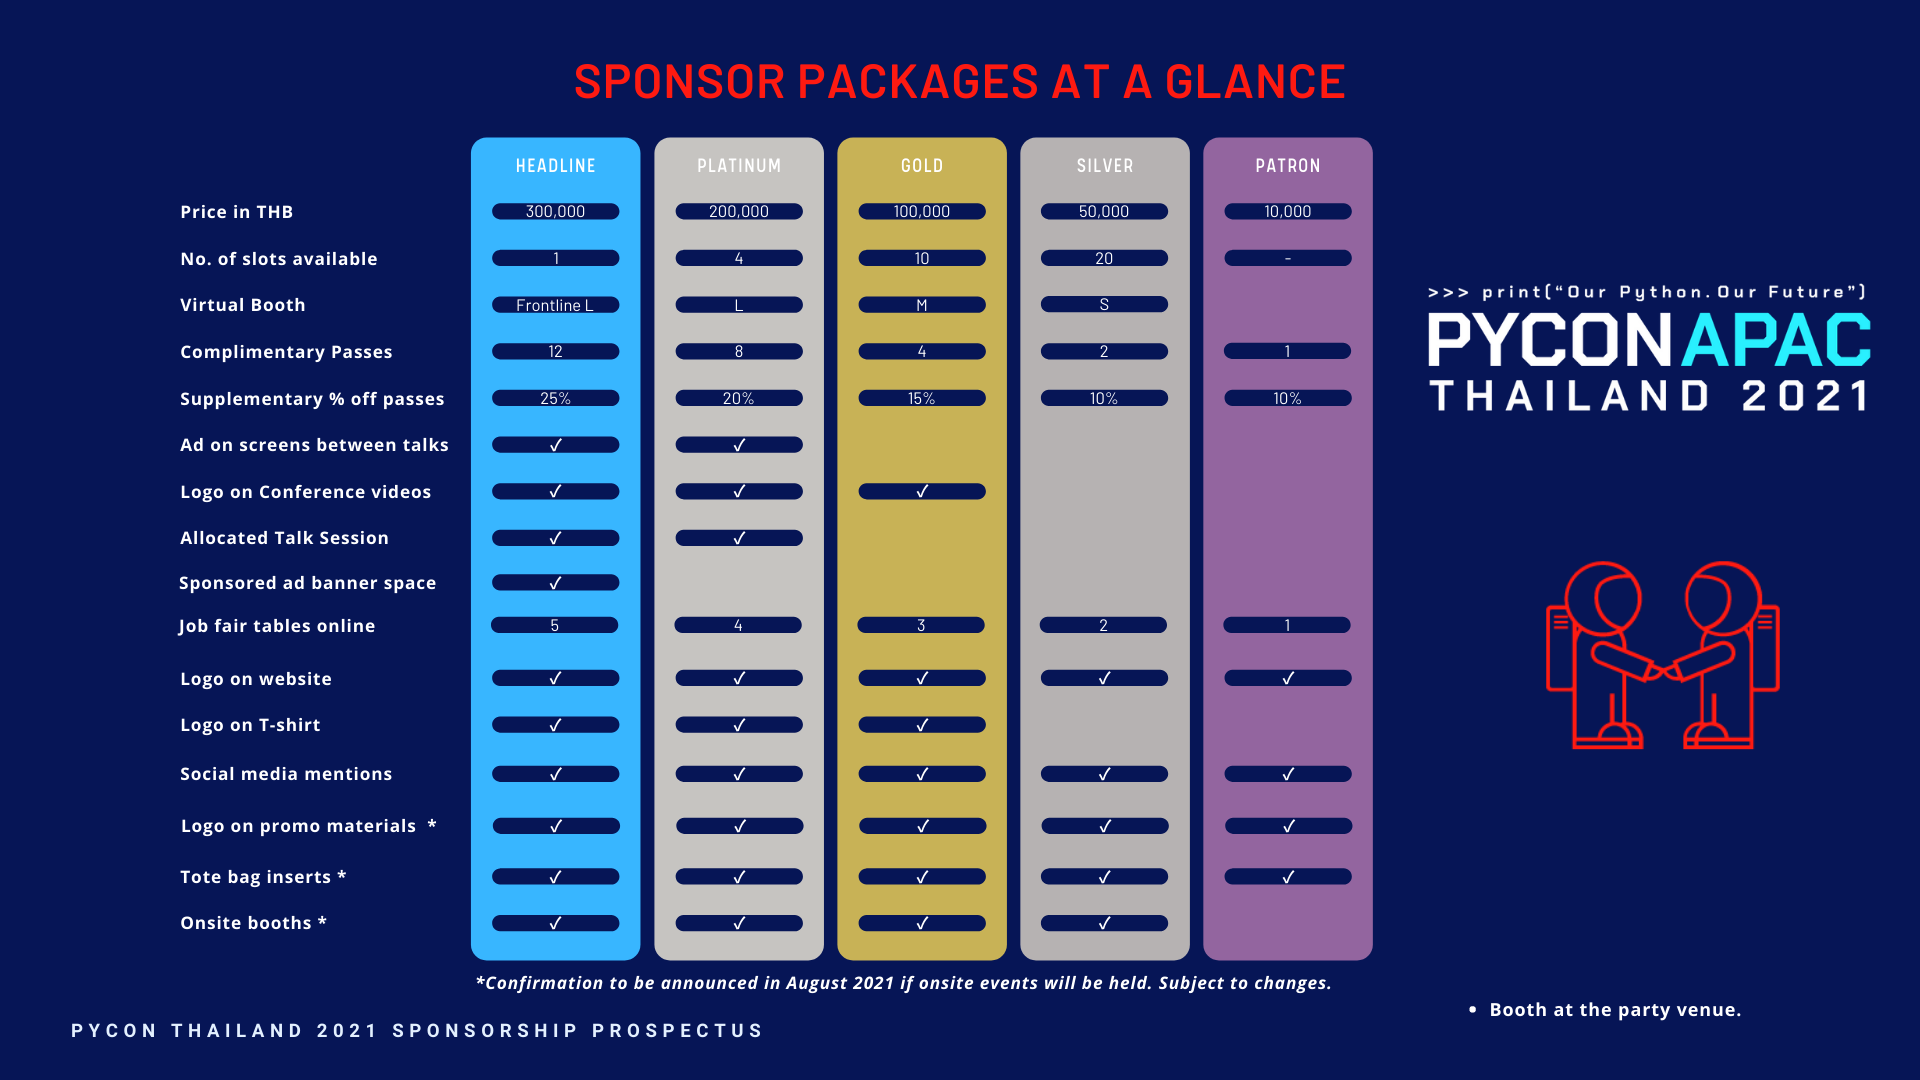 SPONSOR PACKAGES AT A GLANCE
HEADLINE PLATINUM GOLD SILVER PATRON
Price in THB 300,000 200,000 100,000 50,000 10,000
No. of slots available 1 4 10 20 -
Virtual Booth Frontline L L M S
Complimentary Passes 12 8 4 2 1
Supplementary % off passes 25% 20% 15% 10% 10%
Ad on screens between talks ✓ ✓
Logo on Conference videos ✓ ✓ ✓
Allocated Talk Session ✓ ✓
Sponsored ad banner space ✓
Job fair tables online 5 4 3 2 1
Logo on website ✓ ✓ ✓ ✓ ✓
Logo on T-shirt ✓ ✓ ✓
Social media mentions ✓ ✓ ✓ ✓ ✓
Logo on promo materials * ✓ ✓ ✓ ✓ ✓
Tote bag inserts * ✓ ✓ ✓ ✓ ✓
Onsite booths * ✓ ✓ ✓ ✓
*Confirmation to be announced in August 2021 if onsite events will be held. Subject to changes.
>>> print(“Our Python.Our Future”)
PYCONAPAC
THAILAND 2021
• Booth at the party venue.
PYCON THAILAND 2021 SPONSORSHIP PROSPECTUS